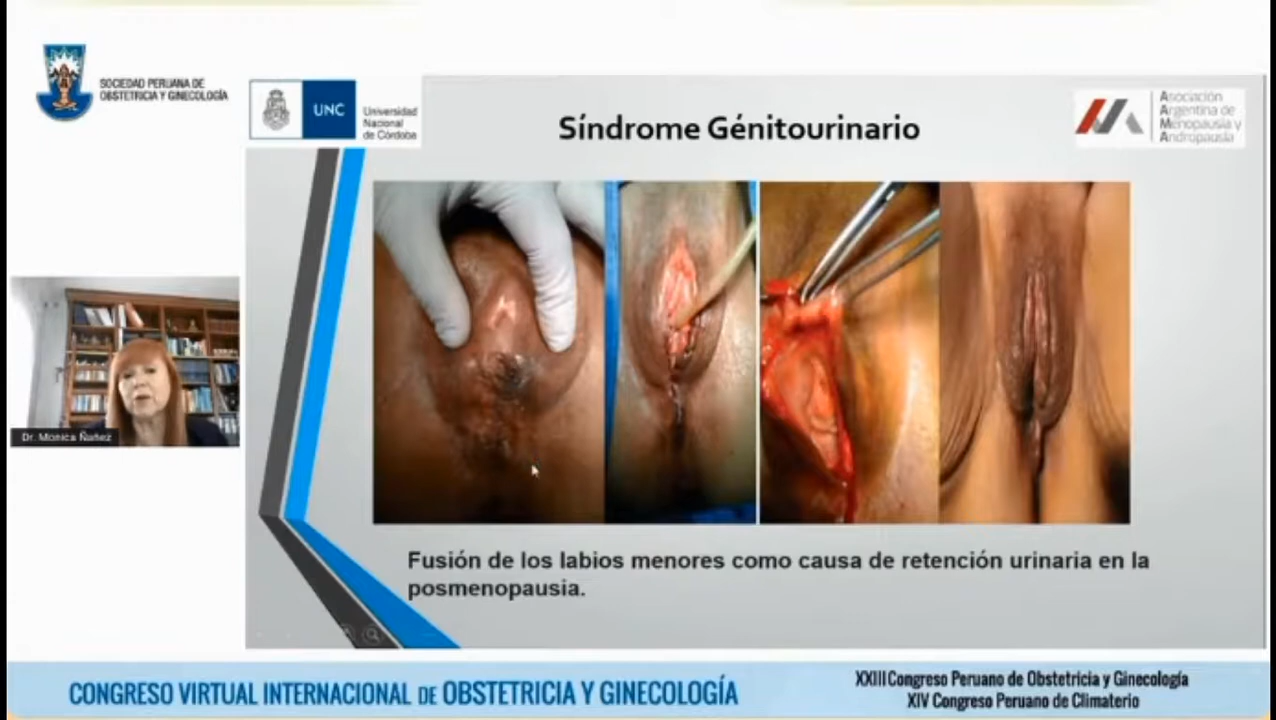 SOCIEDAD PERUANA DE
OBSTETRICIA Y GINECOLOGÍA
UNC
Universidad
Nacional
de Córdoba
Síndrome Génitourinario
Asociación
Argentina de
Menopausia y
Andropausia
Dr. Monica Ñañez
Fusión de los labios menores como causa de retención urinaria en la
posmenopausia.
CONGRESO VIRTUAL INTERNACIONAL DE OBSTETRICIA Y GINECOLOGÍA
XXIII Congreso Peruano de Obstetricia y Ginecología
XIV Congreso Peruano de Climaterio